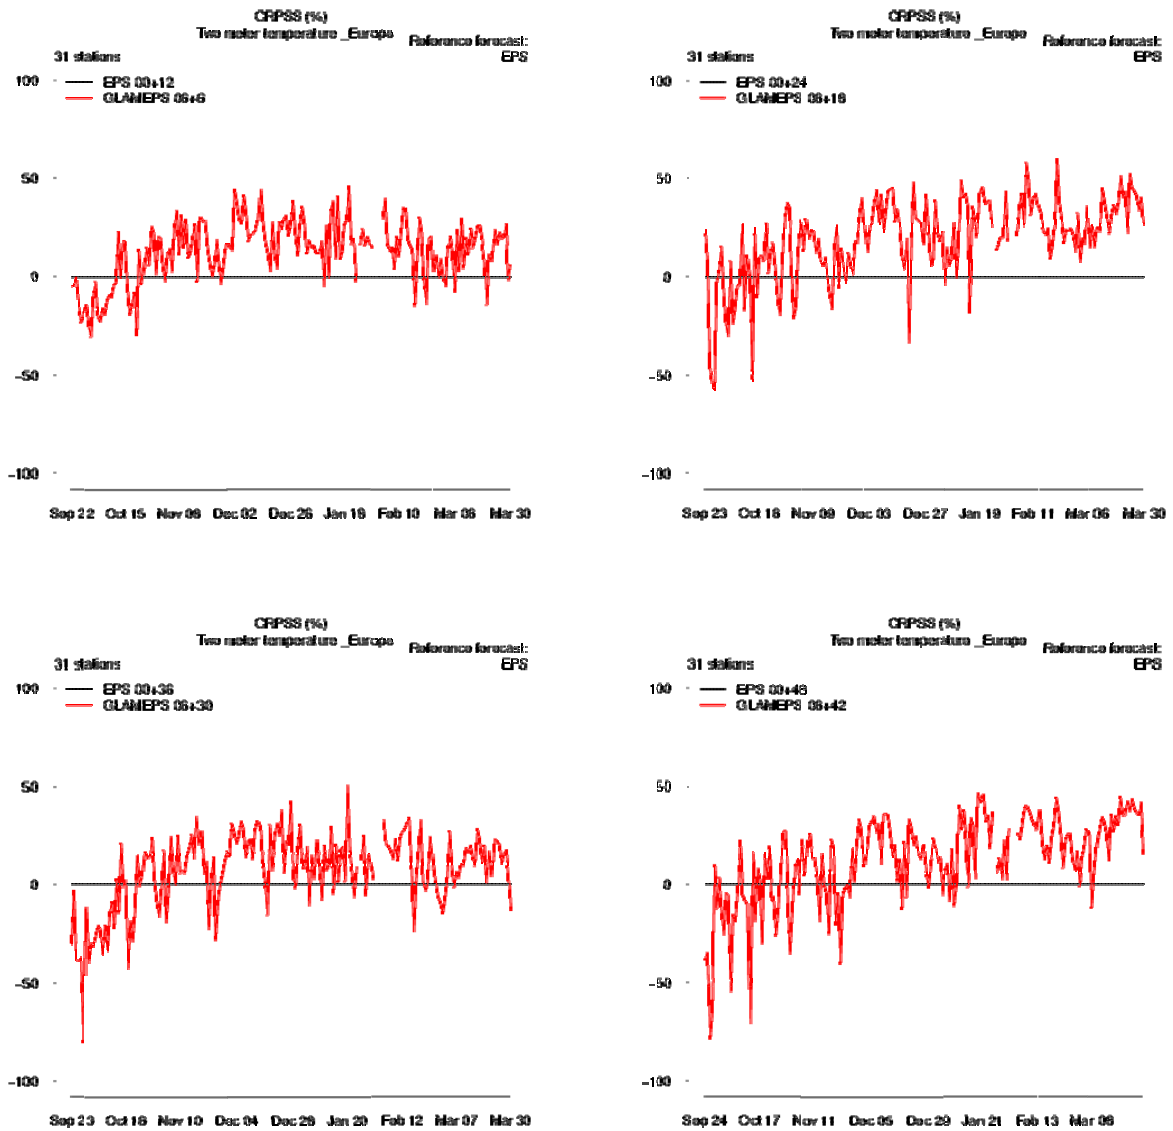 CRPSS (%)
Two meter temperature _Europe
Reference forecast:
31 stations
EPS
100
EPS 00+12
GLAMEPS 06+6
50
0
-50
-100
Sep 22 Oct 15 Nov 08 Dec 02 Dec 26 Jan 18 Feb 10 Mar 06 Mar 30
CRPSS (%)
Two meter temperature _Europe
Reference forecast:
31 stations
EPS
100
EPS 00+24
GLAMEPS 06+18
50
0
-50
-100
Sep 23 Oct 16 Nov 09 Dec 03 Dec 27 Jan 19 Feb 11 Mar 06 Mar 30
CRPSS (%)
Two meter temperature _Europe
Reference forecast:
31 stations
EPS
100
EPS 00+36
GLAMEPS 06+30
50
0
-50
-100
Sep 23 Oct 16 Nov 10 Dec 04 Dec 28 Jan 20 Feb 12 Mar 07 Mar 30
CRPSS (%)
Two meter temperature _Europe
Reference forecast:
31 stations
EPS
100
EPS 00+48
GLAMEPS 06+42
50
0
-50
-100
Sep 24 Oct 17 Nov 11 Dec 05 Dec 29 Jan 21 Feb 13 Mar 08